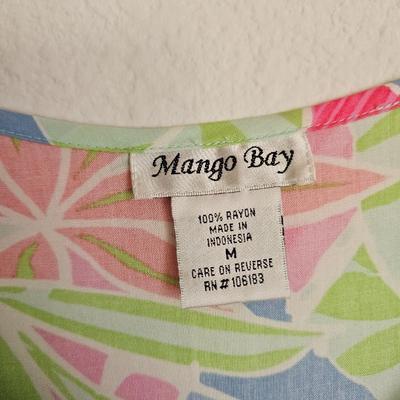 Mango Bay
100% RAYON
MADE IN
INDONESIA
M
CARE ON REVERSE
RN#106183